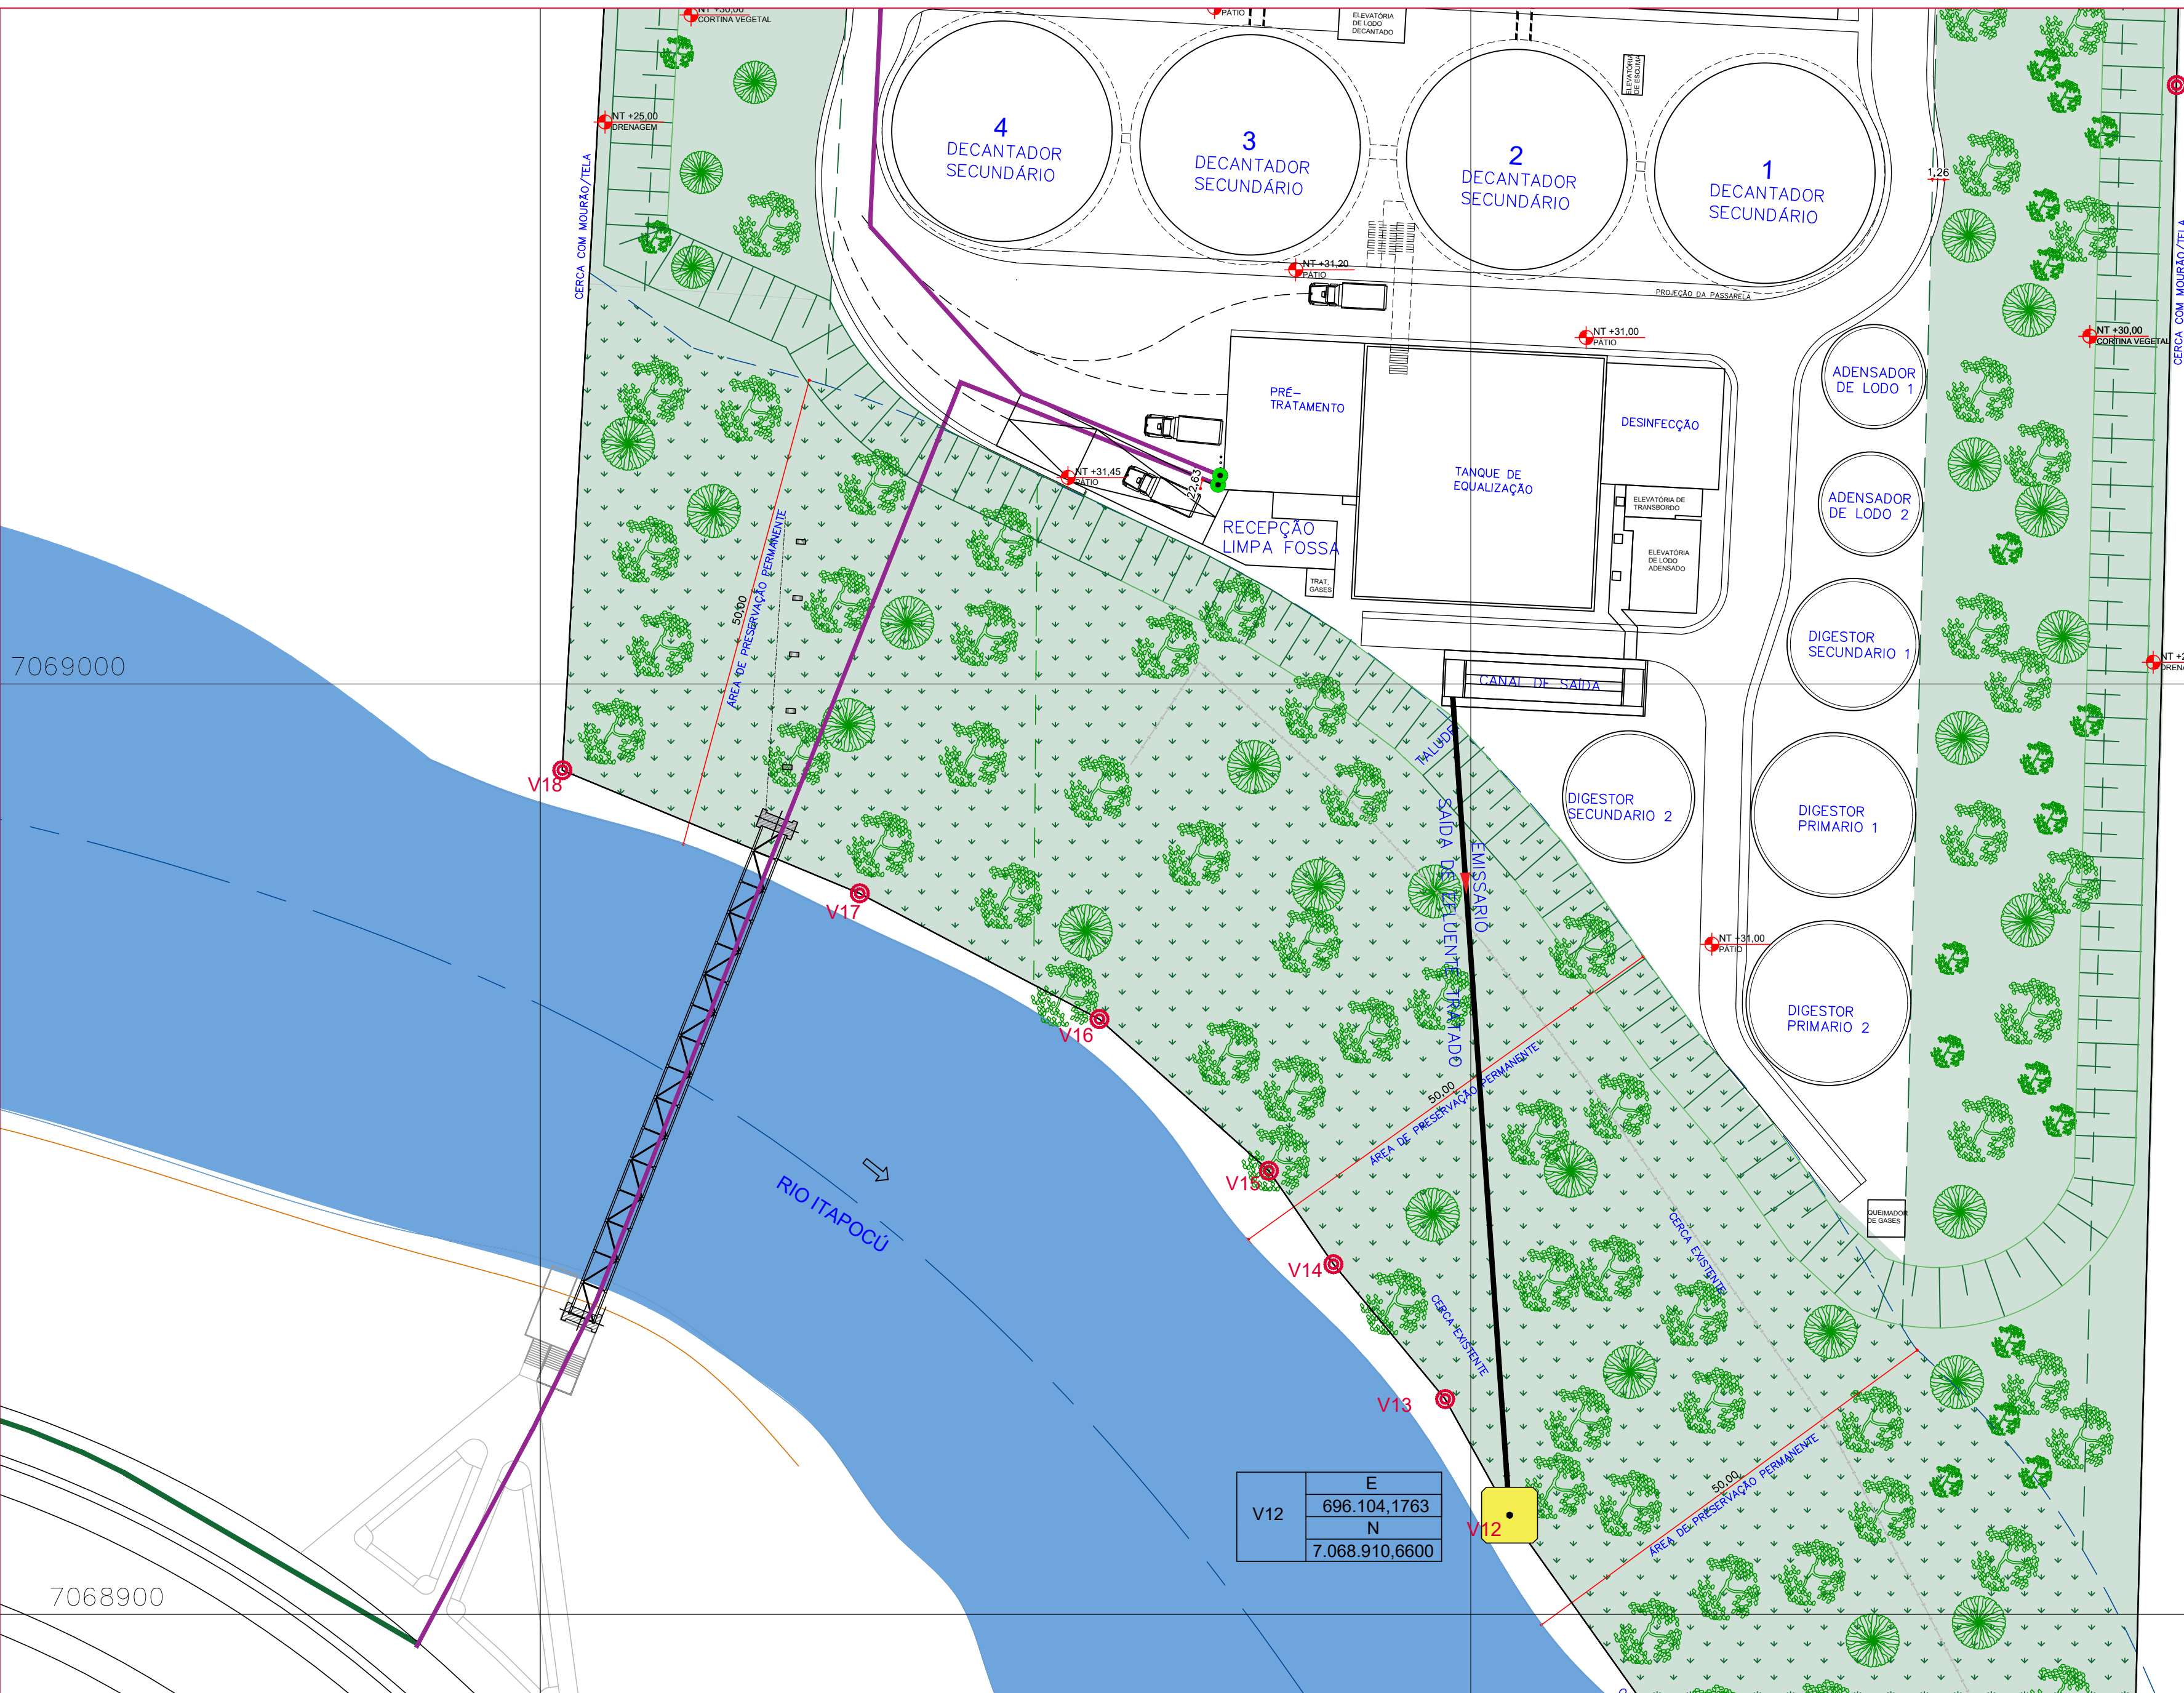 NT +30,00
CORTINA VEGETAL
PÁTIO
ELEVATÓRIA
DE LODO
DECANTADO
ELEVATÓRIA
DE ESCUMA
NT +25,00
DRENAGEM
4
DECANTADOR
SECUNDÁRIO
3
DECANTADOR
SECUNDÁRIO
2
DECANTADOR
SECUNDÁRIO
1
DECANTADOR
SECUNDÁRIO
1,26
CERCA COM MOURÃO/TELA
CERCA COM MOURÃO/TELA
NT +31,20
PÁTIO
PROJEÇÃO DA PASSARELA
NT +31,00
PÁTIO
NT +30,00
CORTINA VEGETAL
ADENSADOR
DE LODO 1
PRÉ-
TRATAMENTO
DESINFECÇÃO
TANQUE DE
EQUALIZAÇÃO
NT +31,45
PÁTIO
22,63
ELEVATÓRIA DE
TRANSBORDO
ADENSADOR
DE LODO 2
RECEPÇÃO
LIMPA FOSSA
ELEVATÓRIA
DE LODO
ADENSADO
TRAT.
GASES
50,00
ÁREA DE PRESERVAÇÃO PERMANENTE
DIGESTOR
SECUNDARIO 1
7069000
CANAL DE SAÍDA
TALUDE
V18
DIGESTOR
SECUNDARIO 2
DIGESTOR
PRIMARIO 1
EMISSÁRIO
SAÍDA DE EFLUENTE TRATADO
V17
NT +31,00
PÁTIO
DIGESTOR
PRIMARIO 2
V16
50,00
ÁREA DE PRESERVAÇÃO PERMANENTE
V15
RIO ITAPOCÚ
QUEIMADOR
DE GASES
CERCA EXISTENTE
V14
CERCA EXISTENTE
V13
50,00
ÁREA DE PRESERVAÇÃO PERMANENTE
V12
E
696.104,1763
N
7.068.910,6600
V12
7068900